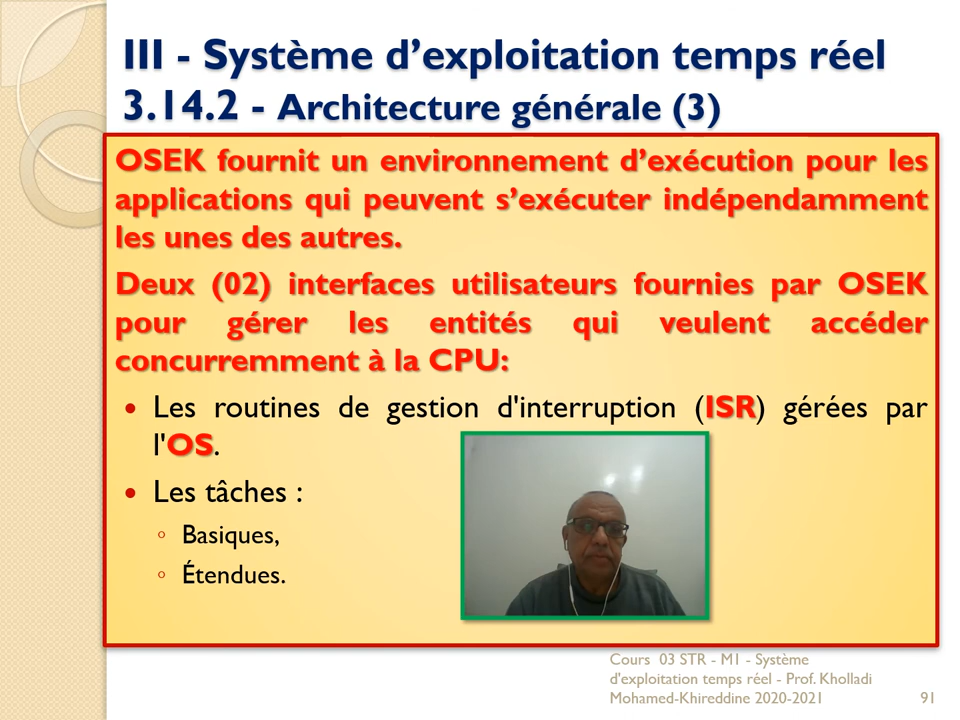 III - Système d’exploitation temps réel
3.14.2 - Architecture générale (3)
OSEK fournit un environnement d’exécution pour les
applications qui peuvent s’exécuter indépendamment
les unes des autres.
Deux (02) interfaces utilisateurs fournies par OSEK
pour gérer les entités qui veulent accéder
concurremment à la CPU:
• Les routines de gestion d'interruption (ISR) gérées par
l'OS.
• Les tâches :
◦ Basiques,
◦ Étendues.
Cours 03 STR - M1 - Système
d'exploitation temps réel - Prof. Kholladi
Mohamed-Khireddine 2020-2021 91